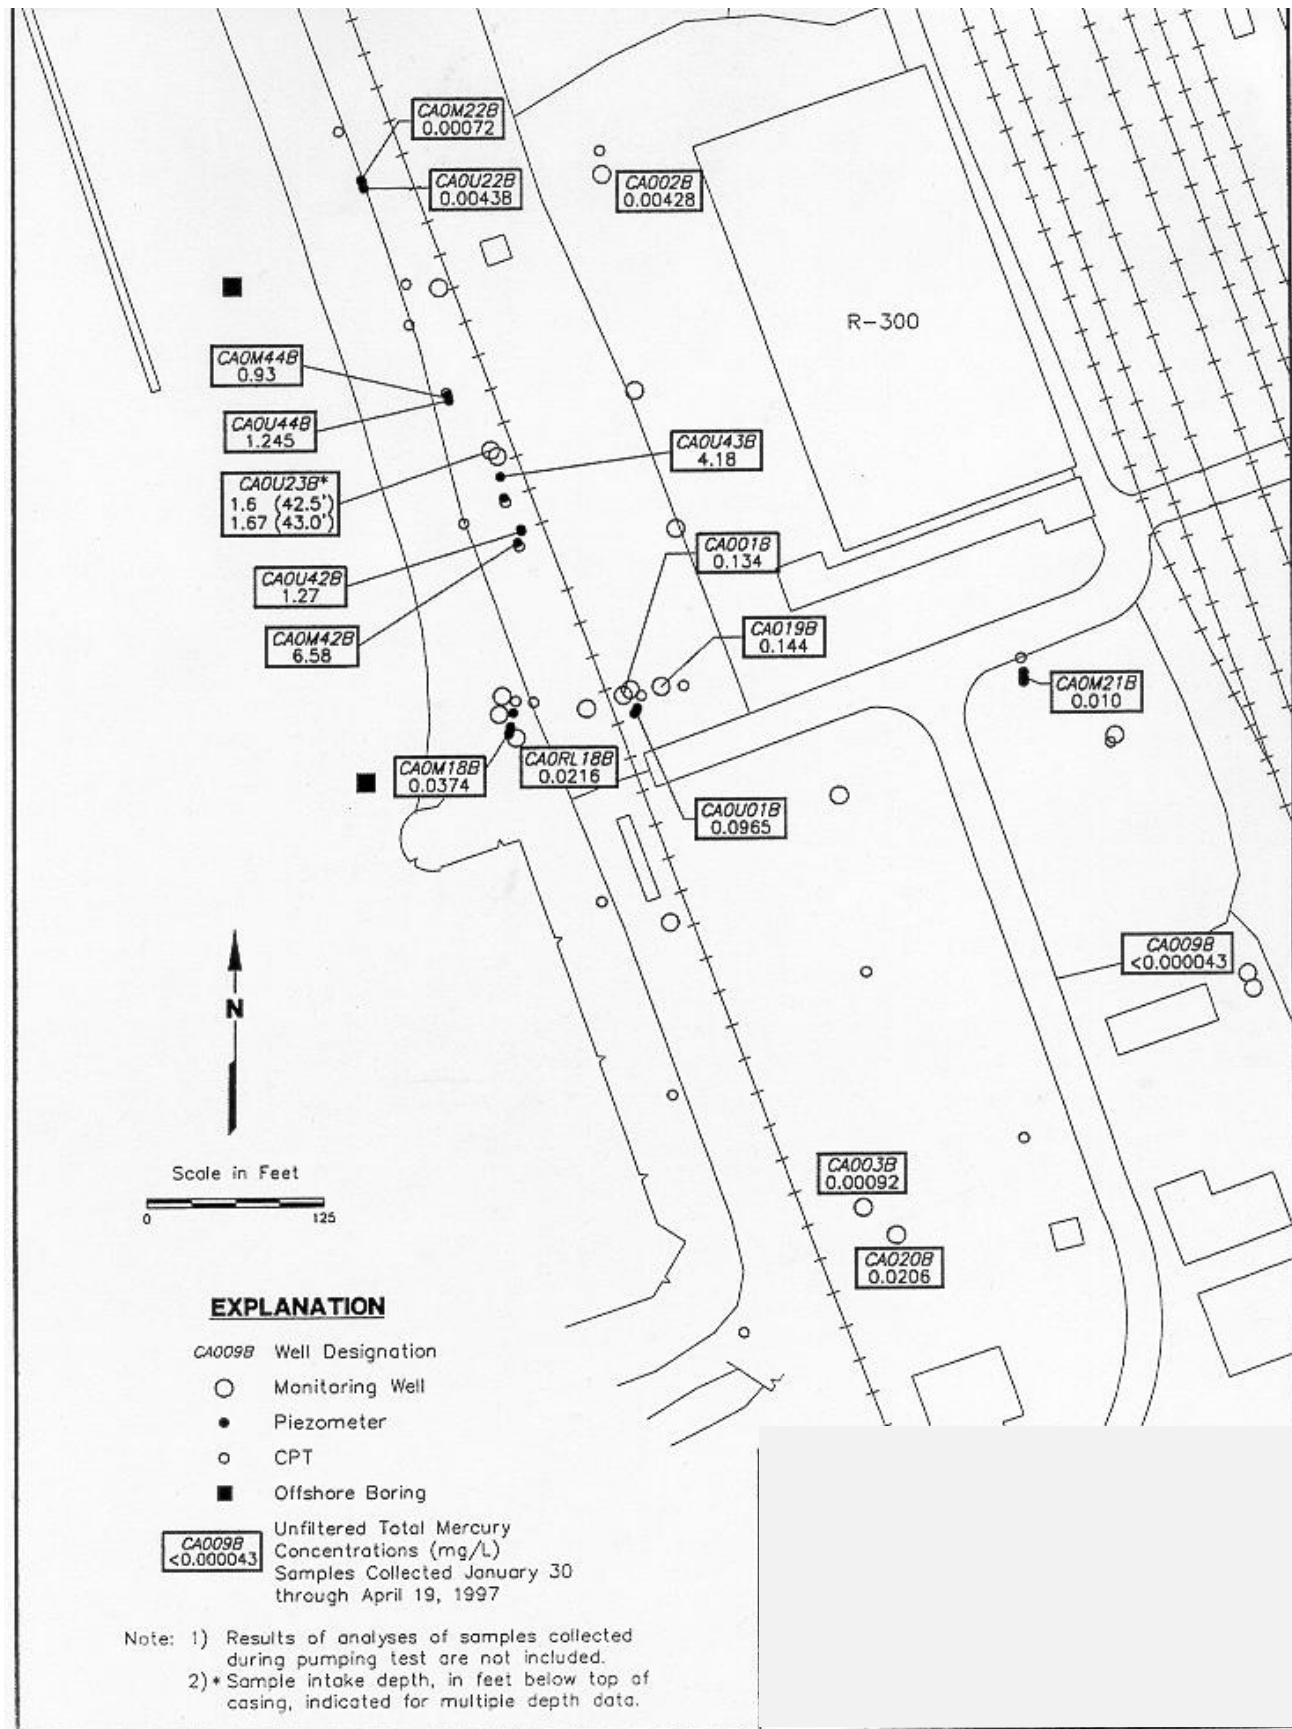 CA0M22B
0.00072
CA0U22B
0.00438
CA002B
0.00428
R-300
CA0M44B
0.93
CA0U44B
1.245
CA0U43B
4.18
CA0U23B*
1.6 (42.5')
1.67 (43.0')
CA001B
0.134
CA0U42B
1.27
CA019B
0.144
CA0M42B
6.58
CA0M21B
0.010
CA0M18B
0.0374
CA0RL18B
0.0216
CA0U01B
0.0965
CA009B
<0.000043
N
Scale in Feet
0 125
CA003B
0.00092
CA020B
0.0206
EXPLANATION
CA009B Well Designation
Monitoring Well
Piezometer
CPT
Offshore Boring
CA009B
<0.000043
Unfiltered Total Mercury
Concentrations (mg/L)
Samples Collected January 30
through April 19, 1997
Note: 1) Results of analyses of samples collected
during pumping test are not included.
2)* Sample intake depth, in feet below top of
casing, indicated for multiple depth data.